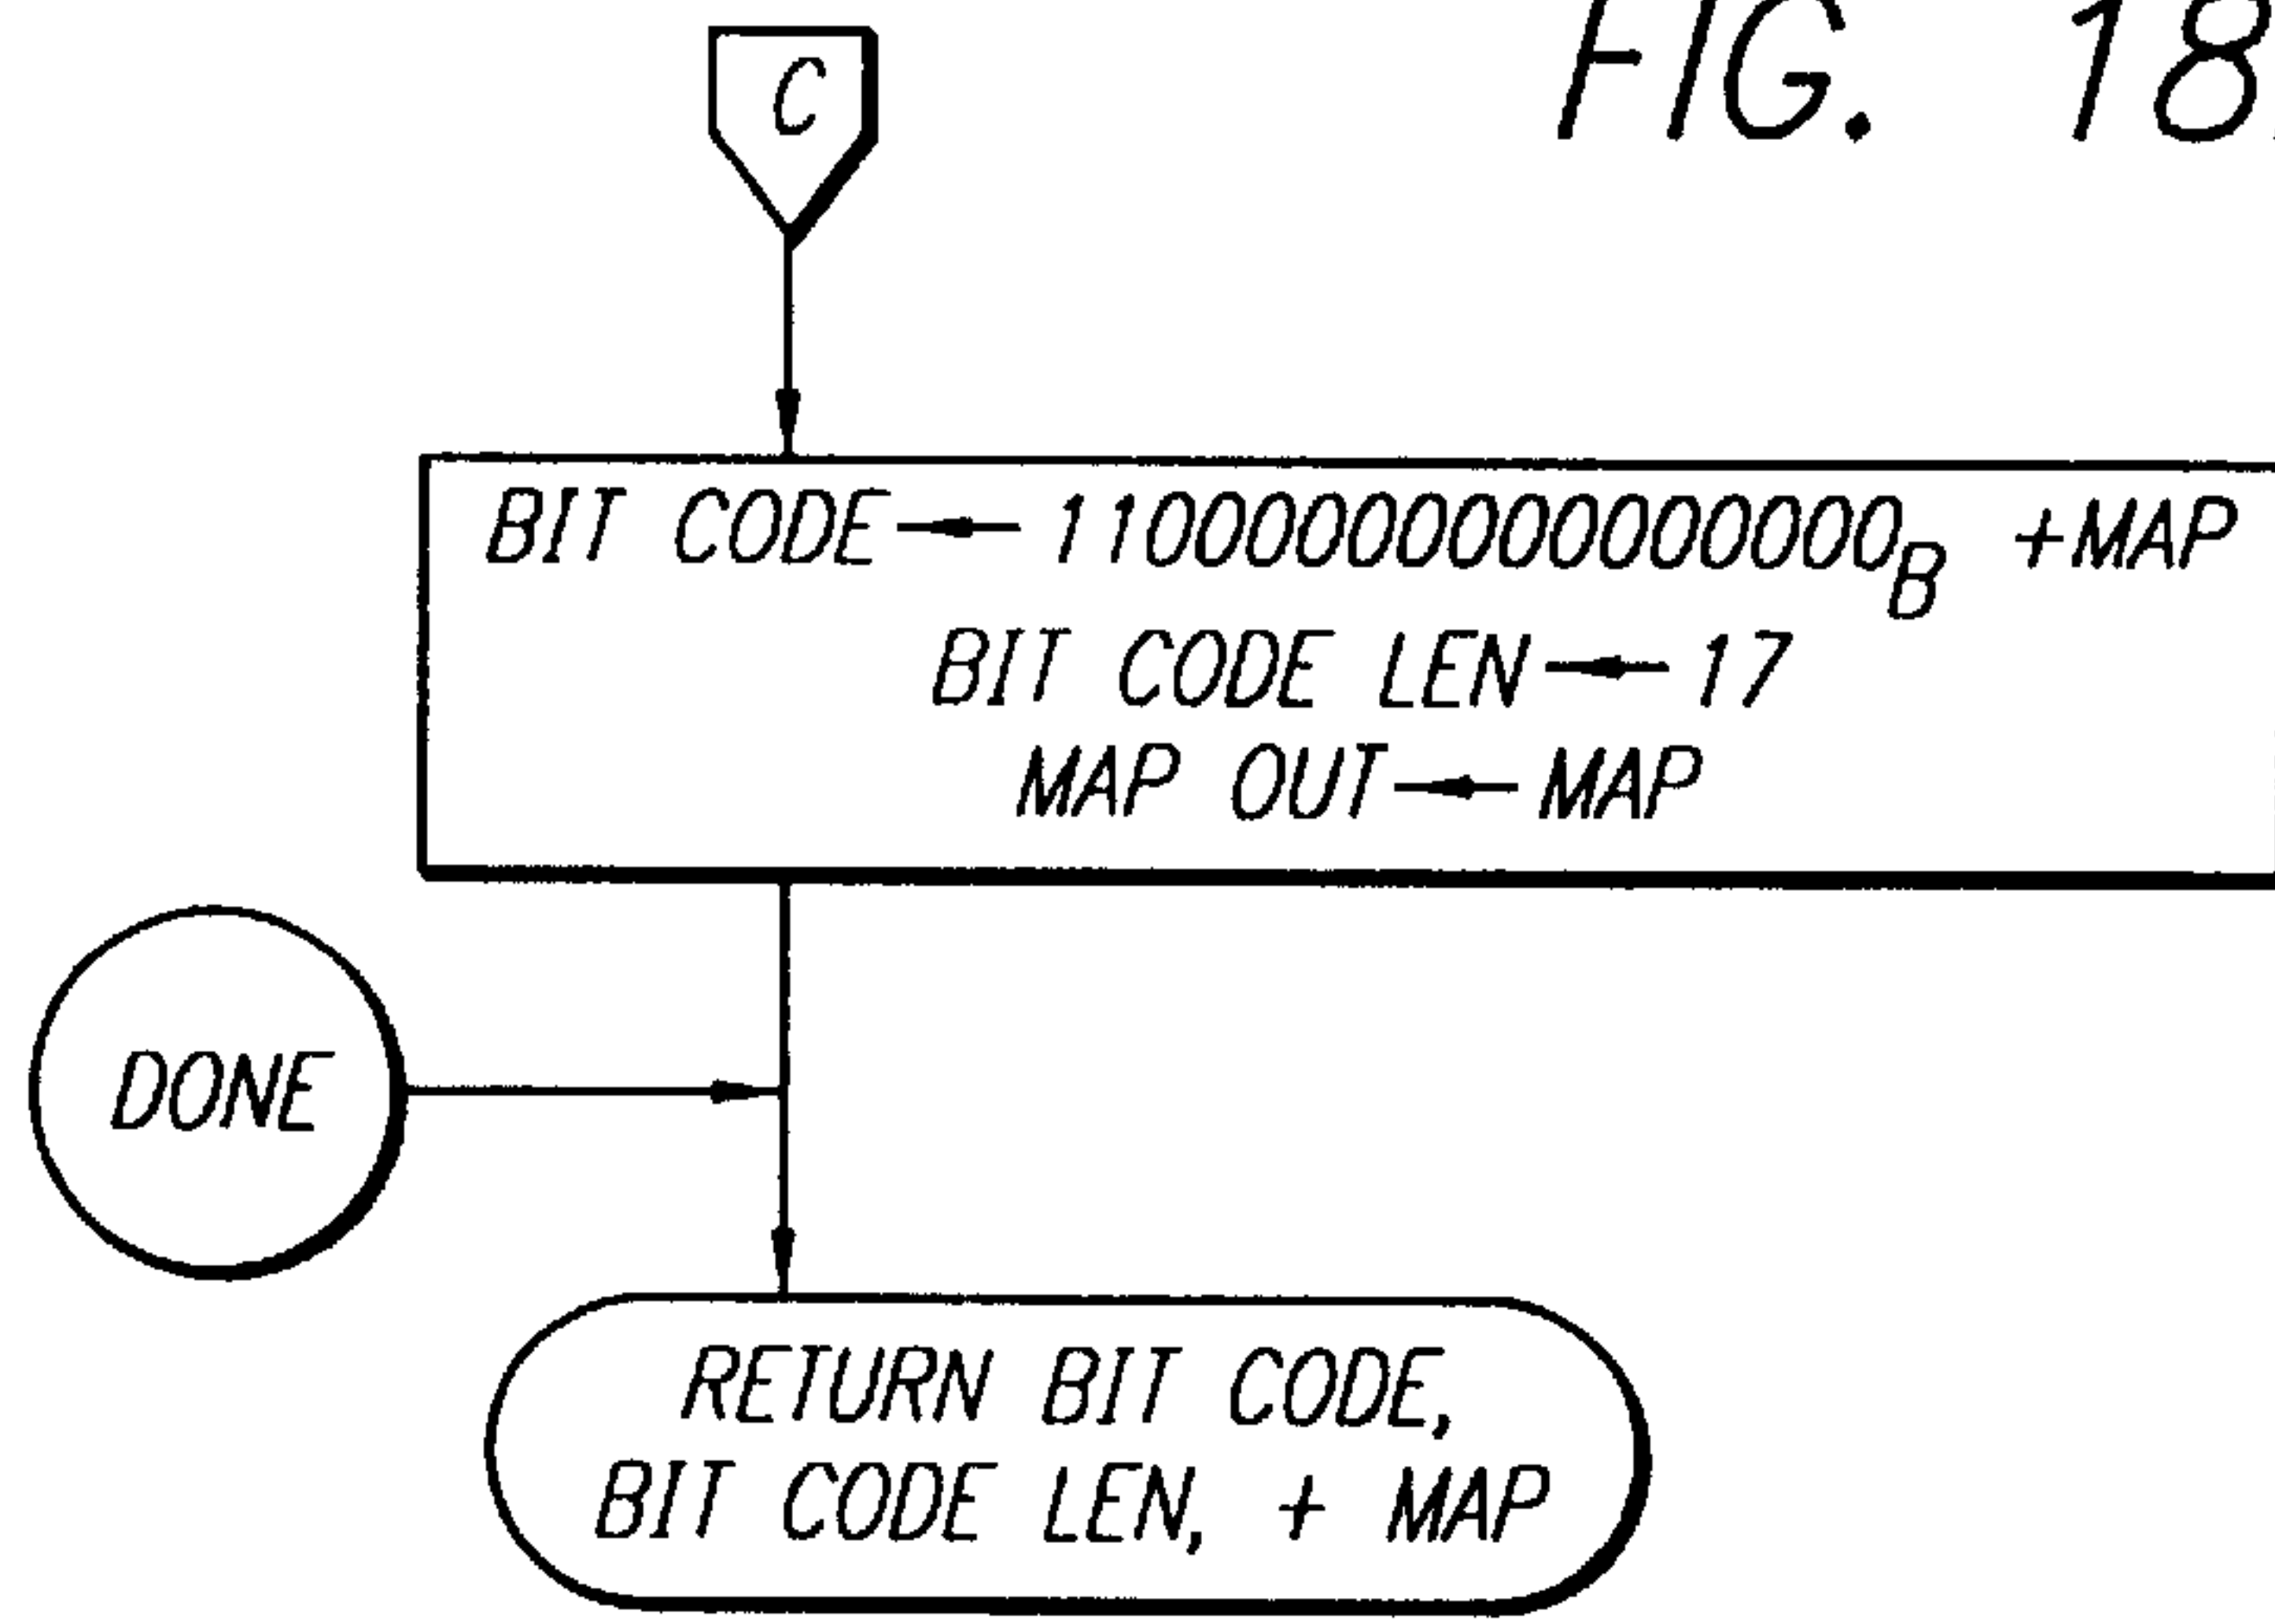 FIG. 18
C
BIT CODE ← 11000000000000000B +MAP
BIT CODE LEN ← 17
MAP OUT ← MAP
DONE
RETURN BIT CODE,
BIT CODE LEN, + MAP